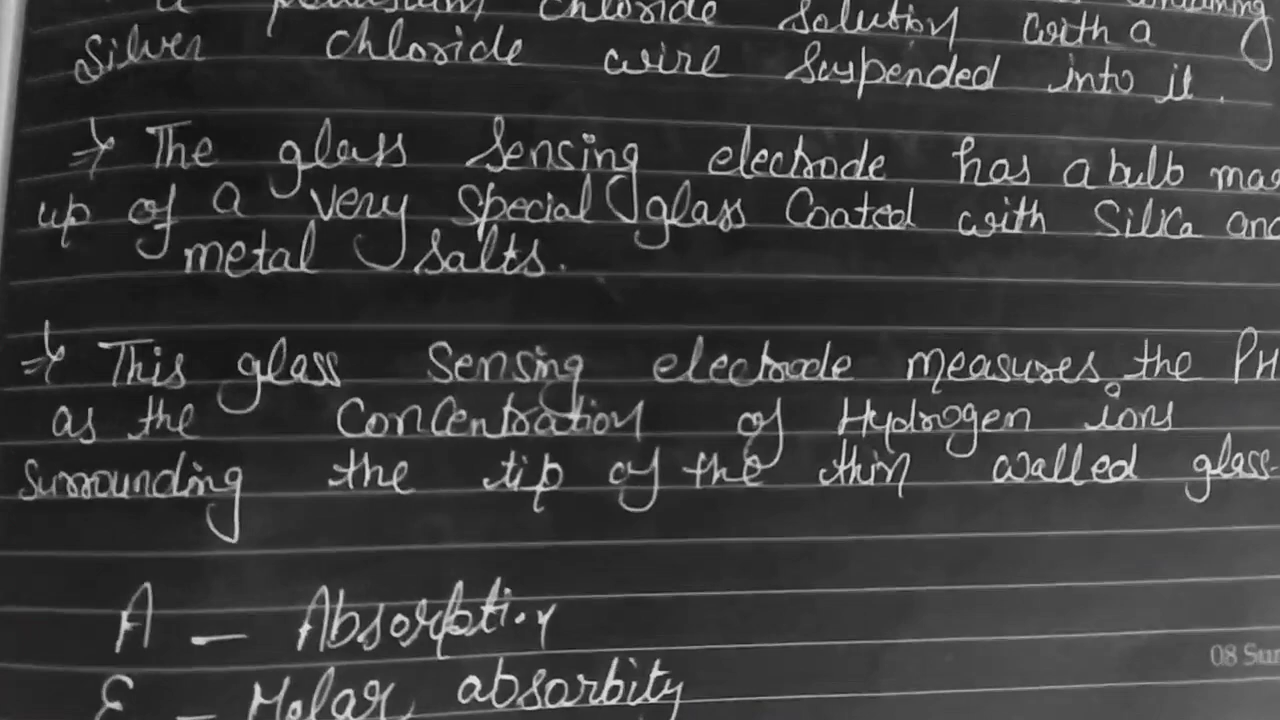 a potassium chloride solution with a
Silver chloride wire suspended into it.
→ The glass sensing electrode has a bulb
up of a very special glass coated with Silica and
metal salts.
→ This glass sensing electrode measures the PH
as the concentration of Hydrogen ions
surrounding the tip of the thin walled glass
A - Absorption
ε - Molar absorbity
08 Sun